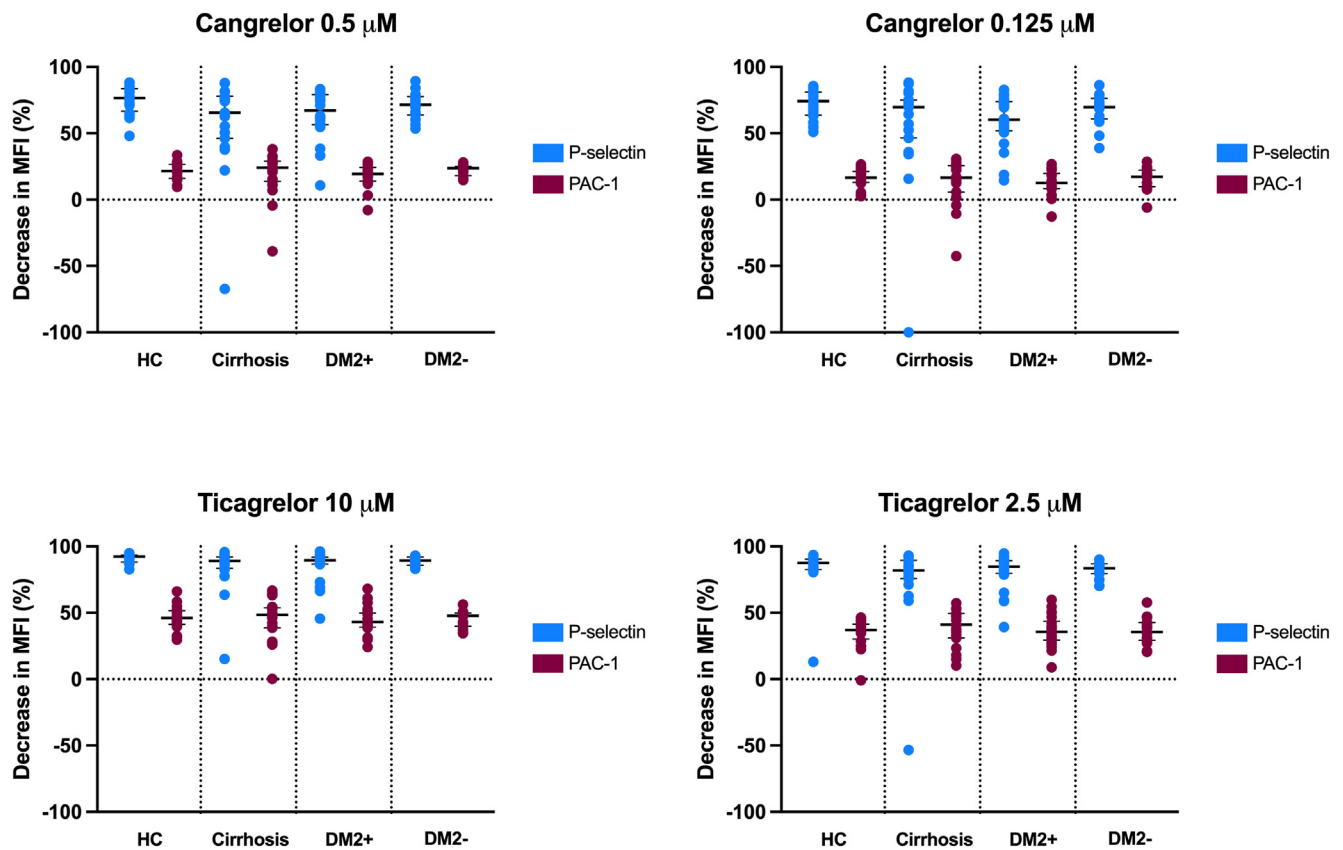 Cangrelor 0.5 μM
Decrease in MFI (%)
100
50
0
-50
-100
HC
Cirrhosis
DM2+
DM2-
P-selectin
PAC-1
Cangrelor 0.125 μM
Decrease in MFI (%)
100
50
0
-50
-100
HC
Cirrhosis
DM2+
DM2-
P-selectin
PAC-1
Ticagrelor 10 μM
Decrease in MFI (%)
100
50
0
-50
-100
HC
Cirrhosis
DM2+
DM2-
P-selectin
PAC-1
Ticagrelor 2.5 μM
Decrease in MFI (%)
100
50
0
-50
-100
HC
Cirrhosis
DM2+
DM2-
P-selectin
PAC-1